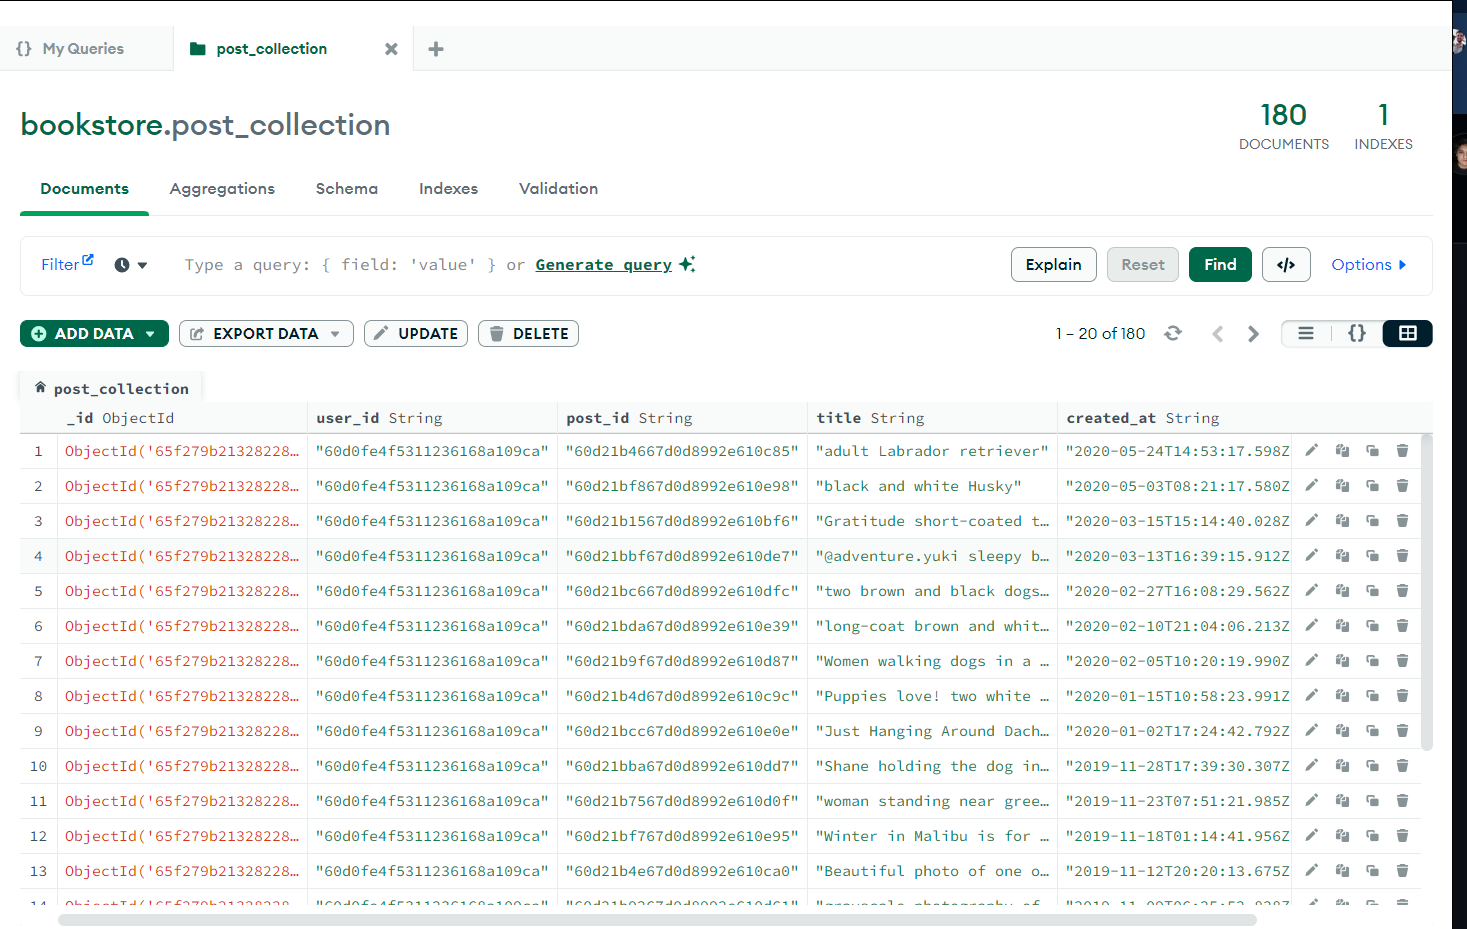 {} My Queries
post_collection
bookstore.post_collection
180
DOCUMENTS
1
INDEXES
Documents Aggregations Schema Indexes Validation
Filter Type a query: { field: 'value' } or Generate query Explain Reset Find </> Options
ADD DATA EXPORT DATA UPDATE DELETE 1 – 20 of 180 {}
post_collection
_id ObjectId user_id String post_id String title String created_at String
1 ObjectId('65f279b21328228… "60d0fe4f5311236168a109ca" "60d21b4667d0d8992e610c85" "adult Labrador retriever" "2020-05-24T14:53:17.598Z
2 ObjectId('65f279b21328228… "60d0fe4f5311236168a109ca" "60d21bf867d0d8992e610e98" "black and white Husky" "2020-05-03T08:21:17.580Z
3 ObjectId('65f279b21328228… "60d0fe4f5311236168a109ca" "60d21b1567d0d8992e610bf6" "Gratitude short-coated t… "2020-03-15T15:14:40.028Z
4 ObjectId('65f279b21328228… "60d0fe4f5311236168a109ca" "60d21bbf67d0d8992e610de7" "@adventure.yuki sleepy b… "2020-03-13T16:39:15.912Z
5 ObjectId('65f279b21328228… "60d0fe4f5311236168a109ca" "60d21bc667d0d8992e610dfc" "two brown and black dogs… "2020-02-27T16:08:29.562Z
6 ObjectId('65f279b21328228… "60d0fe4f5311236168a109ca" "60d21bda67d0d8992e610e39" "long-coat brown and whit… "2020-02-10T21:04:06.213Z
7 ObjectId('65f279b21328228… "60d0fe4f5311236168a109ca" "60d21b9f67d0d8992e610d87" "Women walking dogs in a … "2020-02-05T10:20:19.990Z
8 ObjectId('65f279b21328228… "60d0fe4f5311236168a109ca" "60d21b4d67d0d8992e610c9c" "Puppies love! two white … "2020-01-15T10:58:23.991Z
9 ObjectId('65f279b21328228… "60d0fe4f5311236168a109ca" "60d21bcc67d0d8992e610e0e" "Just Hanging Around Dach… "2020-01-02T17:24:42.792Z
10 ObjectId('65f279b21328228… "60d0fe4f5311236168a109ca" "60d21bba67d0d8992e610dd7" "Shane holding the dog in… "2019-11-28T17:39:30.307Z
11 ObjectId('65f279b21328228… "60d0fe4f5311236168a109ca" "60d21b7567d0d8992e610d0f" "woman standing near gree… "2019-11-23T07:51:21.985Z
12 ObjectId('65f279b21328228… "60d0fe4f5311236168a109ca" "60d21bf767d0d8992e610e95" "Winter in Malibu is for … "2019-11-18T01:14:41.956Z
13 ObjectId('65f279b21328228… "60d0fe4f5311236168a109ca" "60d21b4e67d0d8992e610ca0" "Beautiful photo of one o… "2019-11-12T20:20:13.675Z